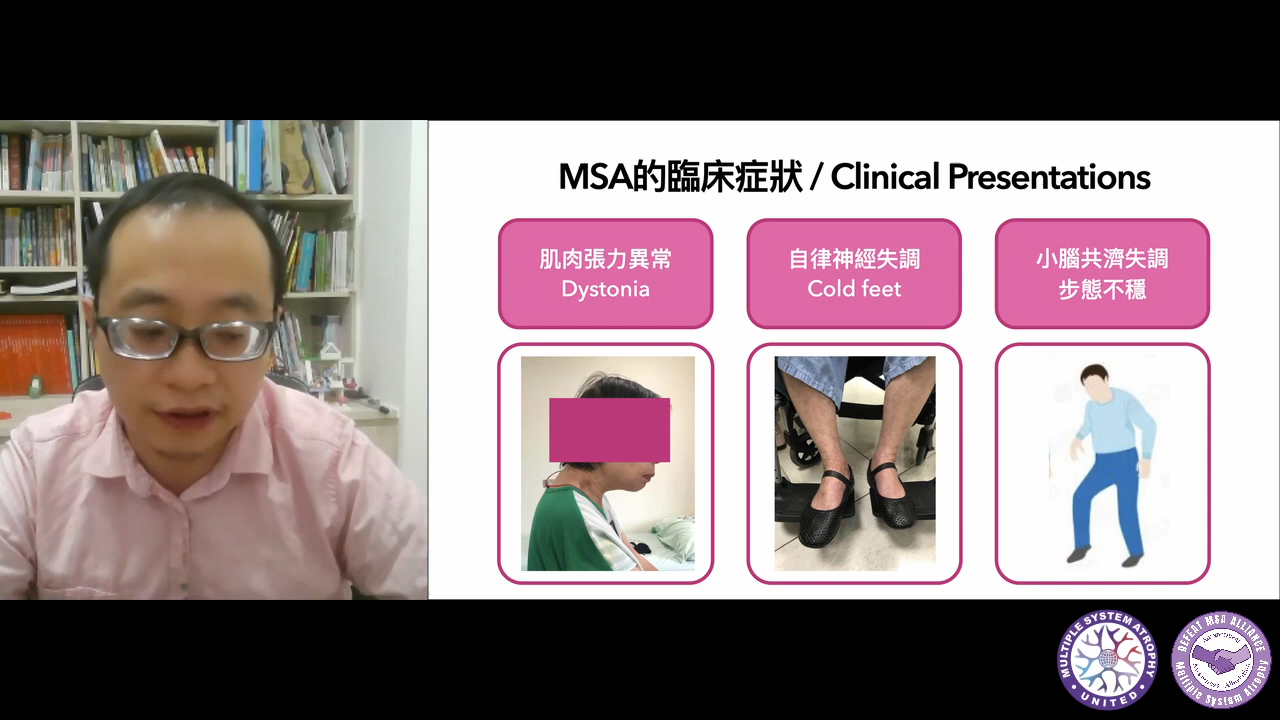 MSA的臨床症狀 / Clinical Presentations
肌肉張力異常
Dystonia
自律神經失調
Cold feet
小腦共濟失調
步態不穩
MULTIPLE SYSTEM ATROPHY
UNITED
DEFEAT MSA ALLIANCE
Multiple System Atrophy